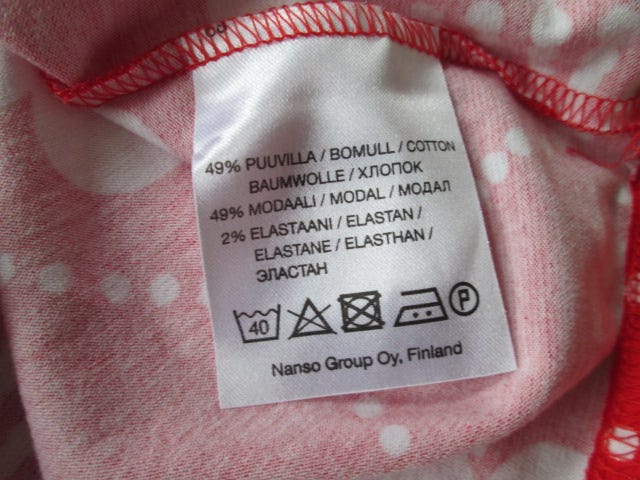 49% PUUVILLA / BOMULL / COTTON
BAUMWOLLE / ХЛОПОК
49% MODAALI / MODAL / МОДАЛ
2% ELASTAANI / ELASTAN /
ELASTANE / ELASTHAN /
ЭЛАСТАН
40
P
Nanso Group Oy, Finland